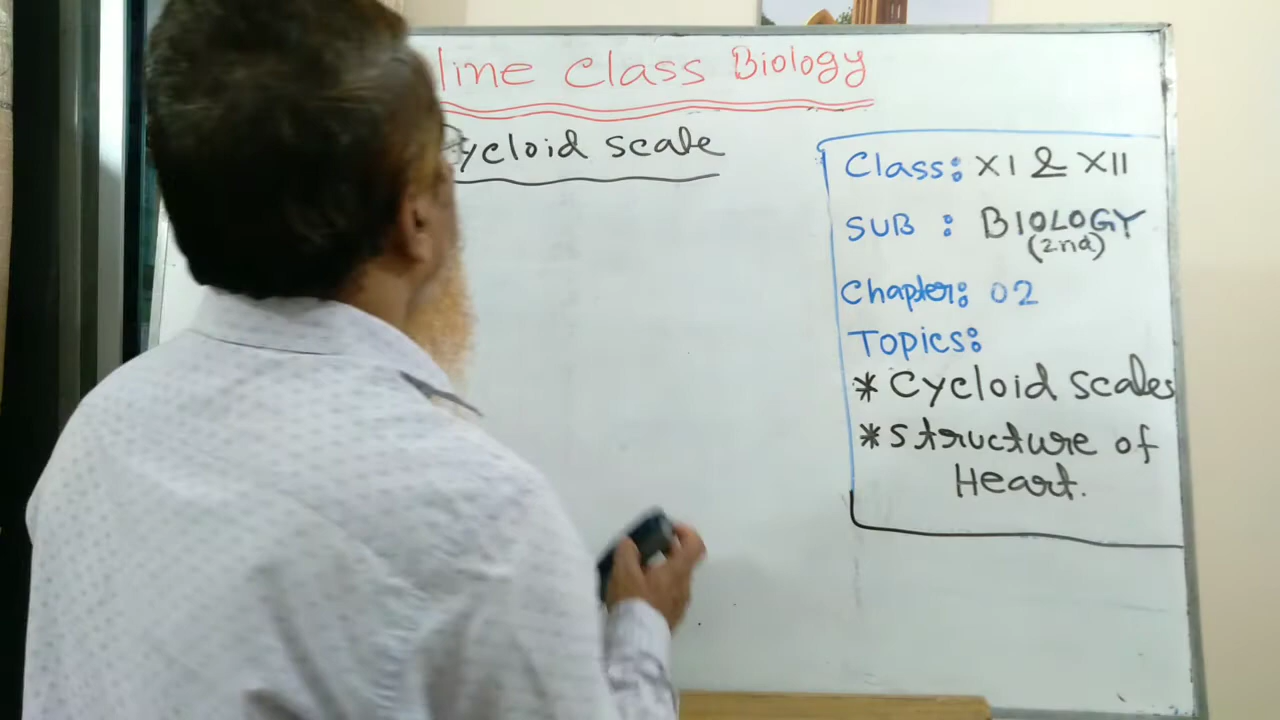 line Class Biology
Cycloid scale
Class: XI & XII
SUB : BIOLOGY
(2nd)
Chapter: 02
Topics:
* Cycloid Scales
* Structure of
Heart.